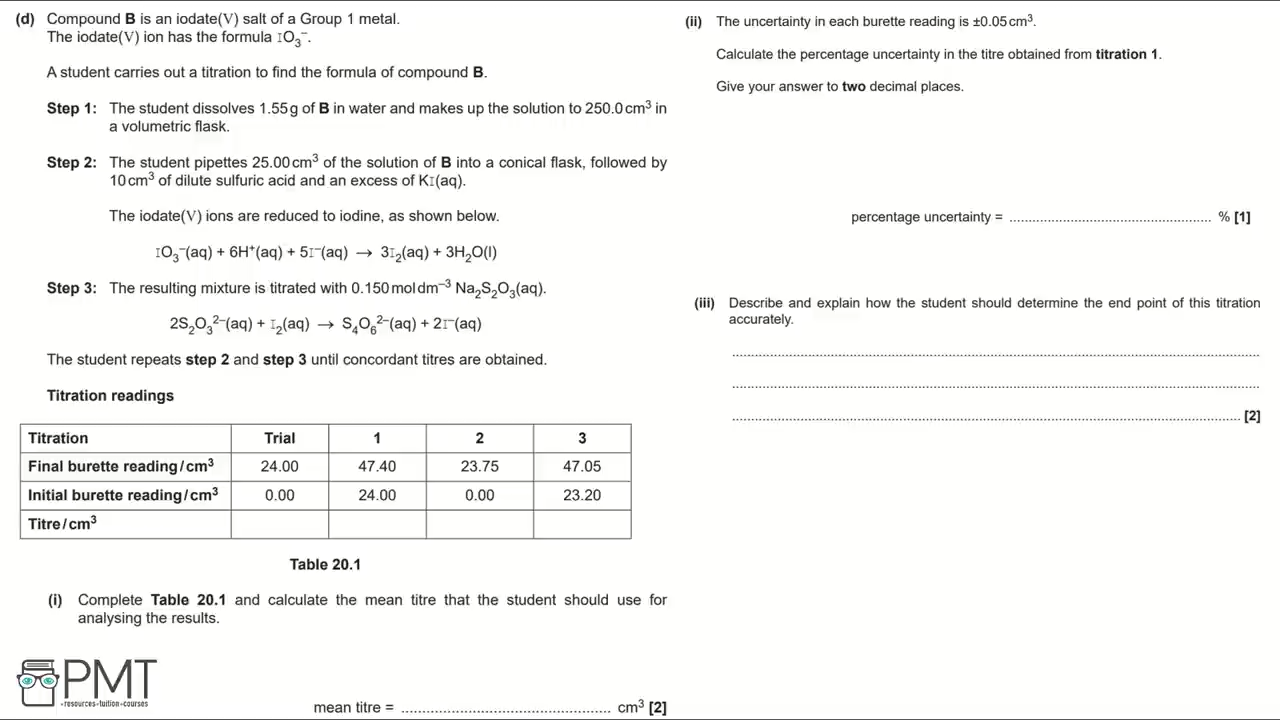 (d) Compound B is an iodate(V) salt of a Group 1 metal.
The iodate(V) ion has the formula IO₃⁻.
A student carries out a titration to find the formula of compound B.
Step 1: The student dissolves 1.55 g of B in water and makes up the solution to 250.0 cm³ in
a volumetric flask.
Step 2: The student pipettes 25.00 cm³ of the solution of B into a conical flask, followed by
10 cm³ of dilute sulfuric acid and an excess of KI(aq).
The iodate(V) ions are reduced to iodine, as shown below.
IO₃⁻(aq) + 6H⁺(aq) + 5I⁻(aq) → 3I₂(aq) + 3H₂O(l)
Step 3: The resulting mixture is titrated with 0.150 mol dm⁻³ Na₂S₂O₃(aq).
2S₂O₃²⁻(aq) + I₂(aq) → S₄O₆²⁻(aq) + 2I⁻(aq)
The student repeats step 2 and step 3 until concordant titres are obtained.
Titration readings
Titration Trial 1 2 3
Final burette reading/cm³ 24.00 47.40 23.75 47.05
Initial burette reading/cm³ 0.00 24.00 0.00 23.20
Titre/cm³
Table 20.1
(i) Complete Table 20.1 and calculate the mean titre that the student should use for
analysing the results.
mean titre = .................................................. cm³ [2]
PMT
•resources•tuition•courses
(ii) The uncertainty in each burette reading is ±0.05 cm³.
Calculate the percentage uncertainty in the titre obtained from titration 1.
Give your answer to two decimal places.
percentage uncertainty = .................................................. % [1]
(iii) Describe and explain how the student should determine the end point of this titration
accurately.
[2]